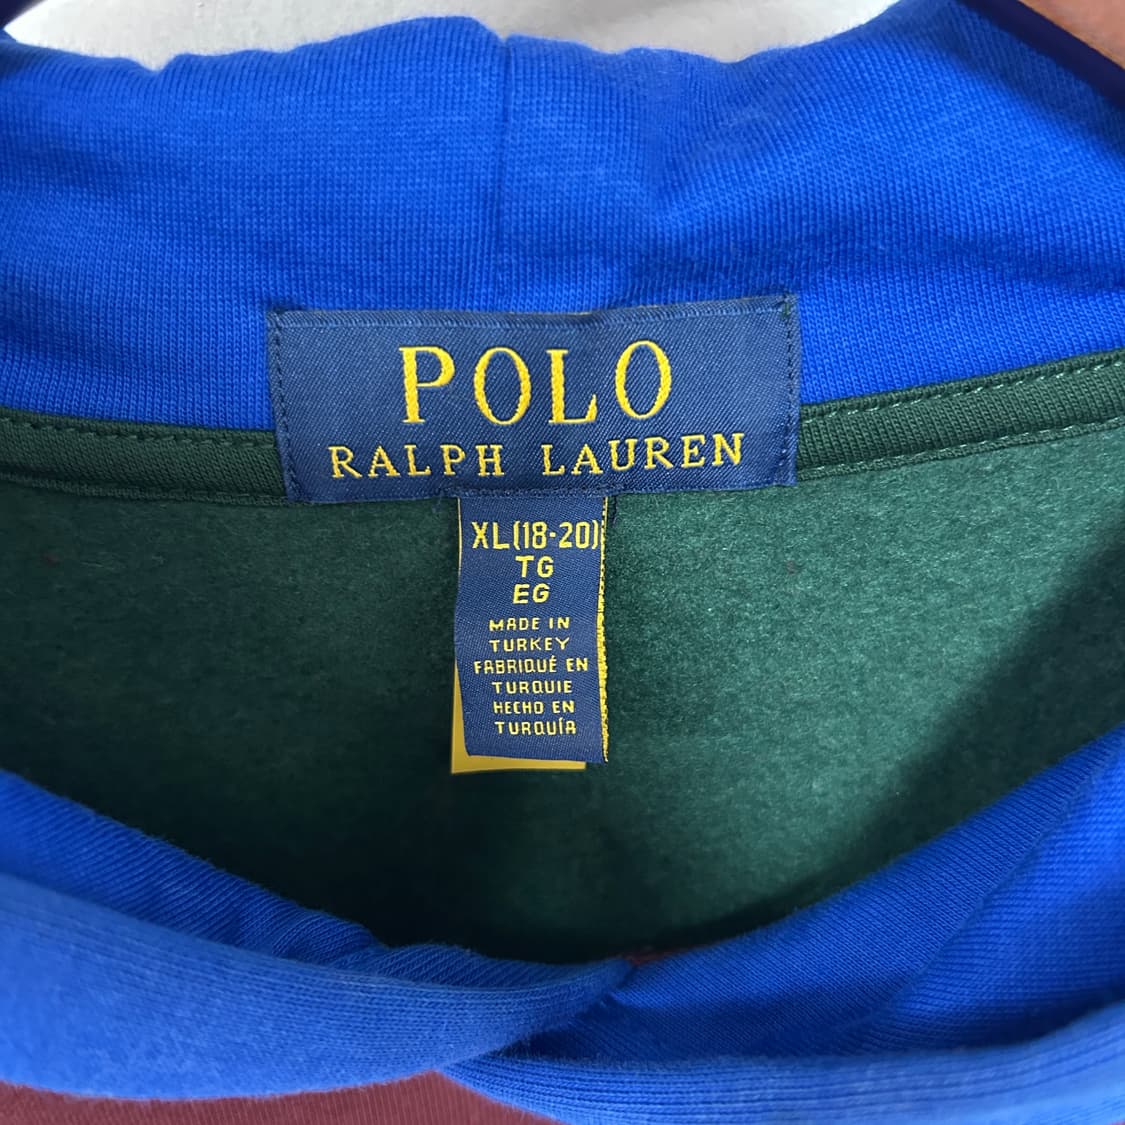 POLO
RALPH LAUREN
XL(18-20)
TG
EG
MADE IN
TURKEY
FABRIQUÉ EN
TURQUIE
HECHO EN
TURQUÍA